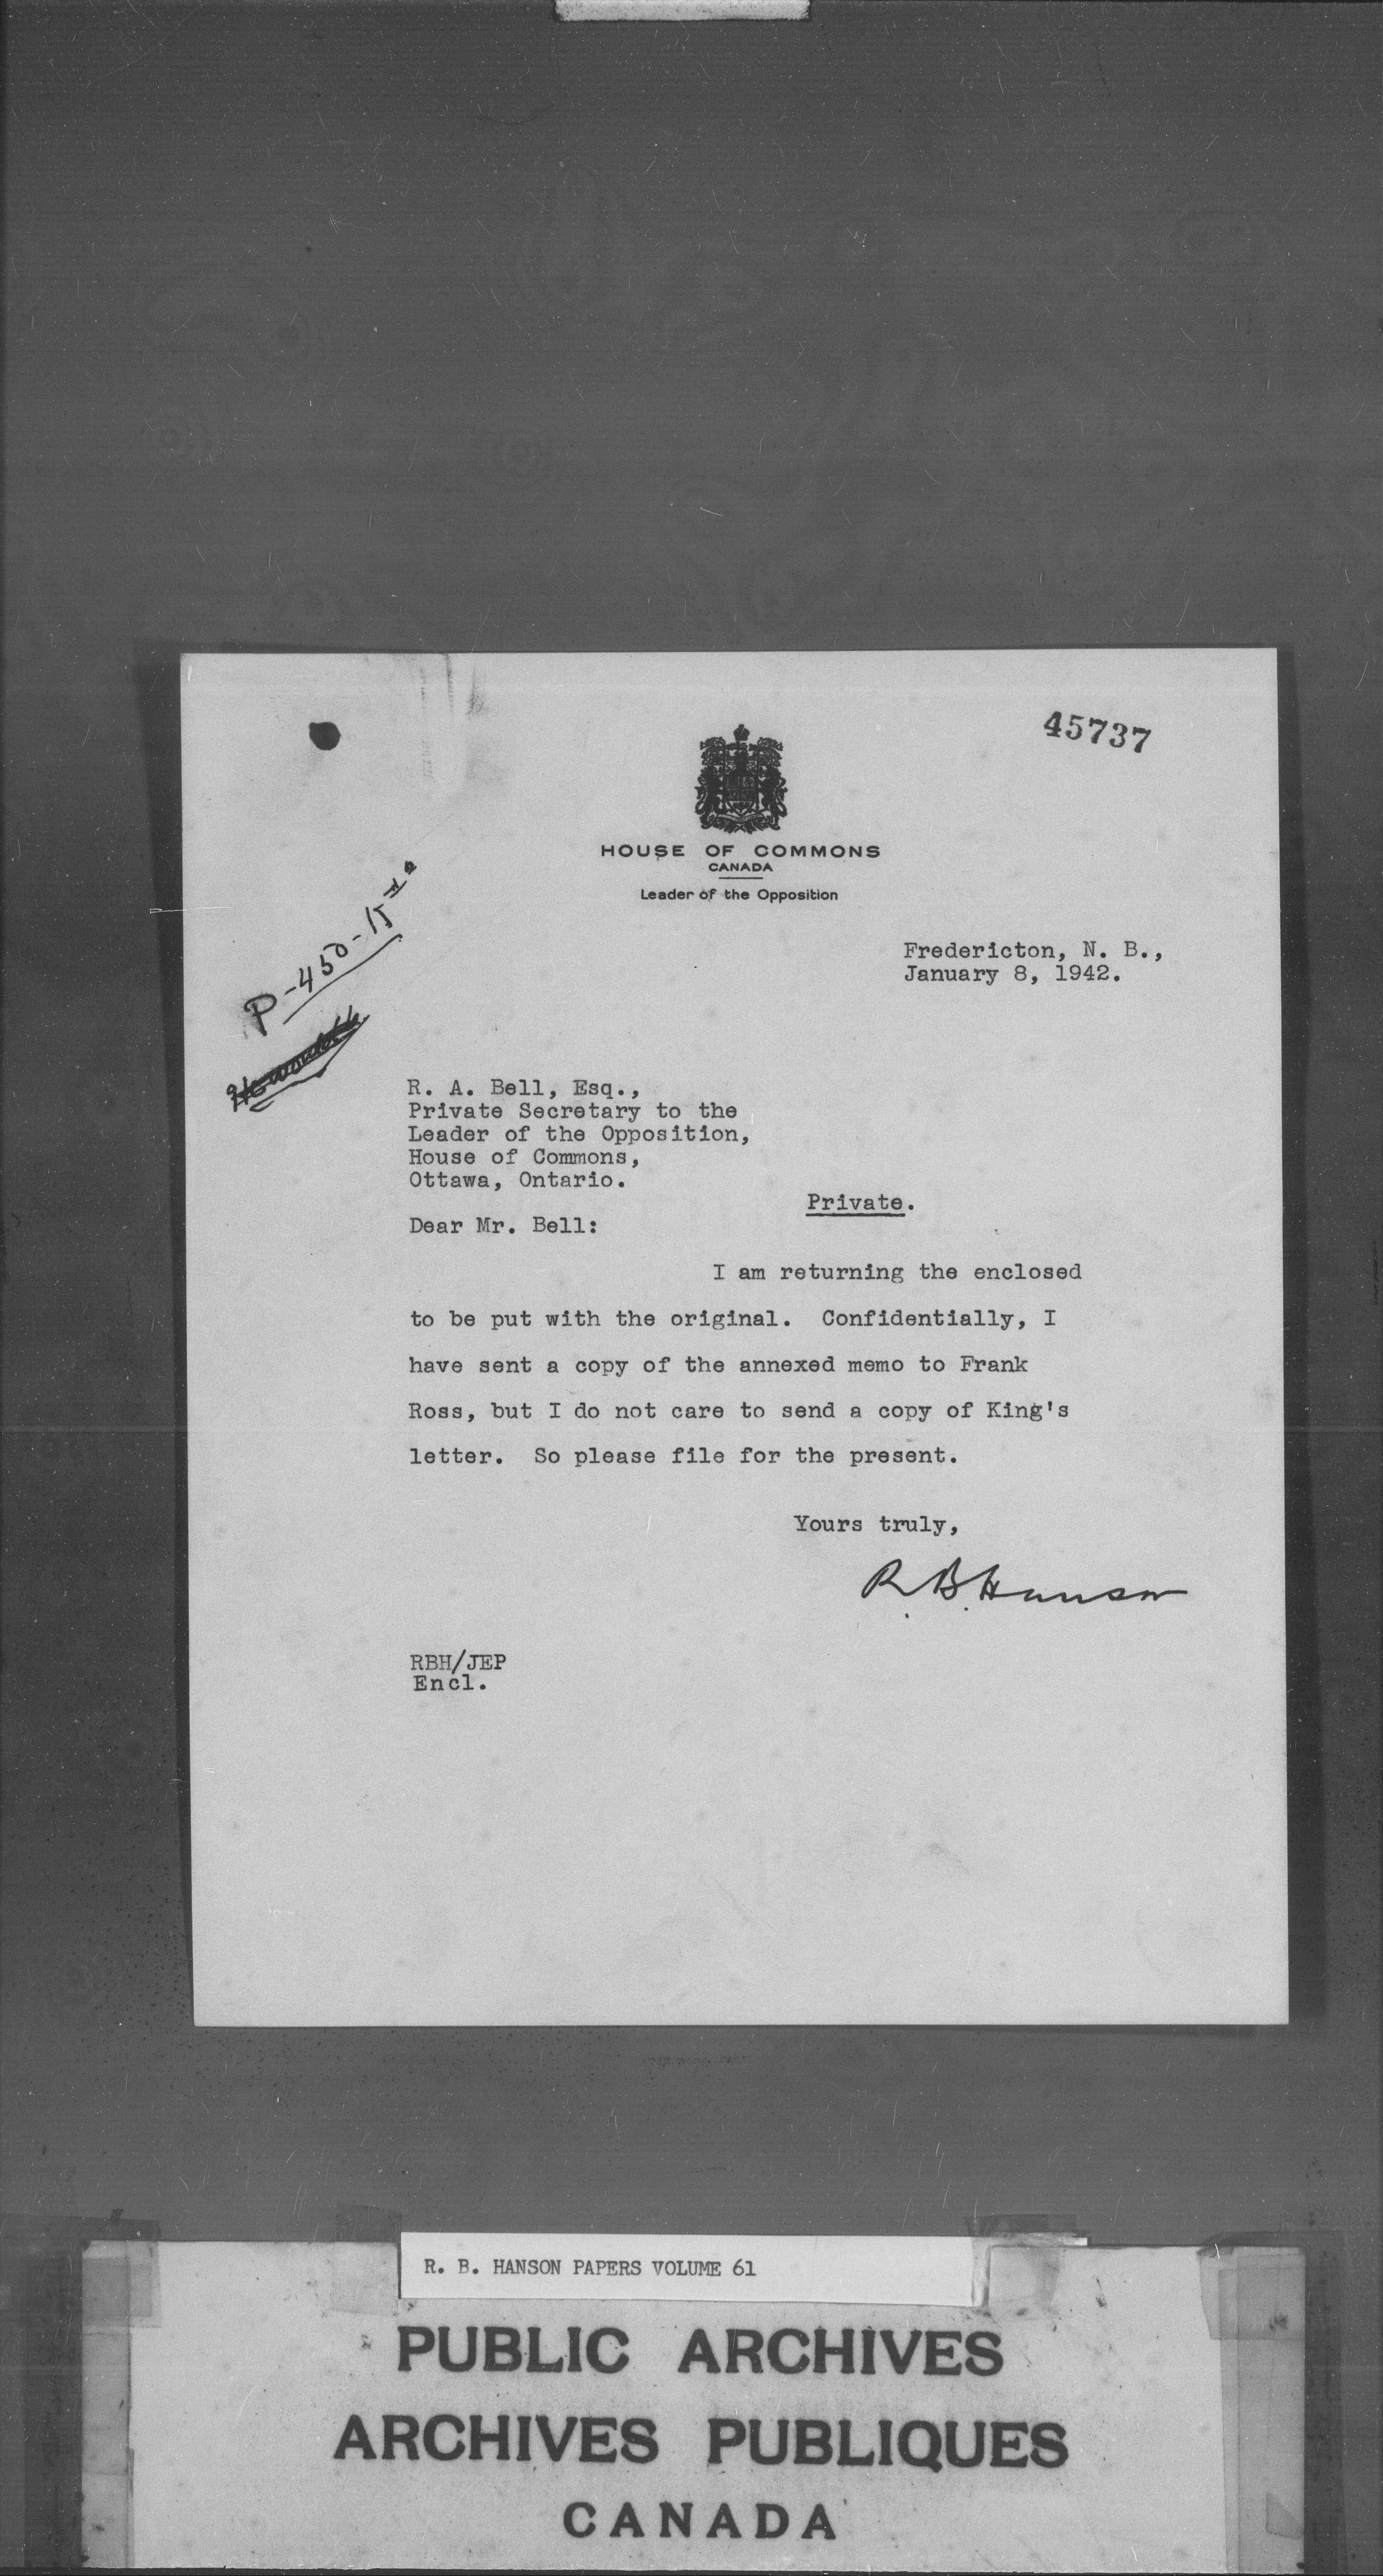 45737
HOUSE OF COMMONS
CANADA
Leader of the Opposition
P-450-15
Fredericton, N. B.,
January 8, 1942.
R. A. Bell, Esq.,
Private Secretary to the
Leader of the Opposition,
House of Commons,
Ottawa, Ontario.
Private.
Dear Mr. Bell:
I am returning the enclosed
to be put with the original. Confidentially, I
have sent a copy of the annexed memo to Frank
Ross, but I do not care to send a copy of King's
letter. So please file for the present.
Yours truly,
R. B. Hanson
RBH/JEP
Encl.
R. B. HANSON PAPERS VOLUME 61
PUBLIC ARCHIVES
ARCHIVES PUBLIQUES
CANADA